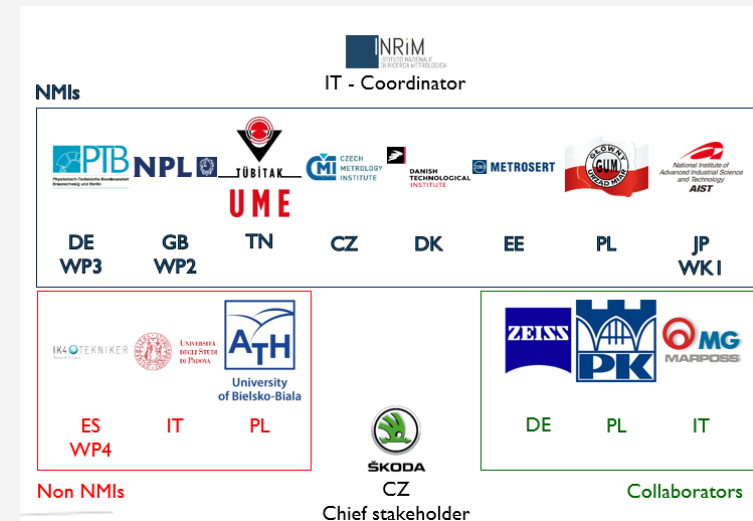 INRiM
ISTITUTO NAZIONALE
DI RICERCA METROLOGICA
IT - Coordinator
NMIs
PTB
Physikalisch-Technische Bundesanstalt
Braunschweig und Berlin
NPL
TÜBİTAK
UME
CMI
CZECH
METROLOGY
INSTITUTE
DANISH
TECHNOLOGICAL
INSTITUTE
METROSERT
GŁÓWNY
GUM
URZĄD MIAR
National Institute of
Advanced Industrial Science
and Technology
AIST
DE
WP3
GB
WP2
TN
CZ
DK
EE
PL
JP
WK1
IK4 TEKNIKER
UNIVERSITÀ
DEGLI STUDI
DI PADOVA
ATH
University
of Bielsko-Biala
ES
WP4
IT
PL
Non NMIs
ŠKODA
CZ
Chief stakeholder
ZEISS
PK
MG
MARPOSS
DE
PL
IT
Collaborators